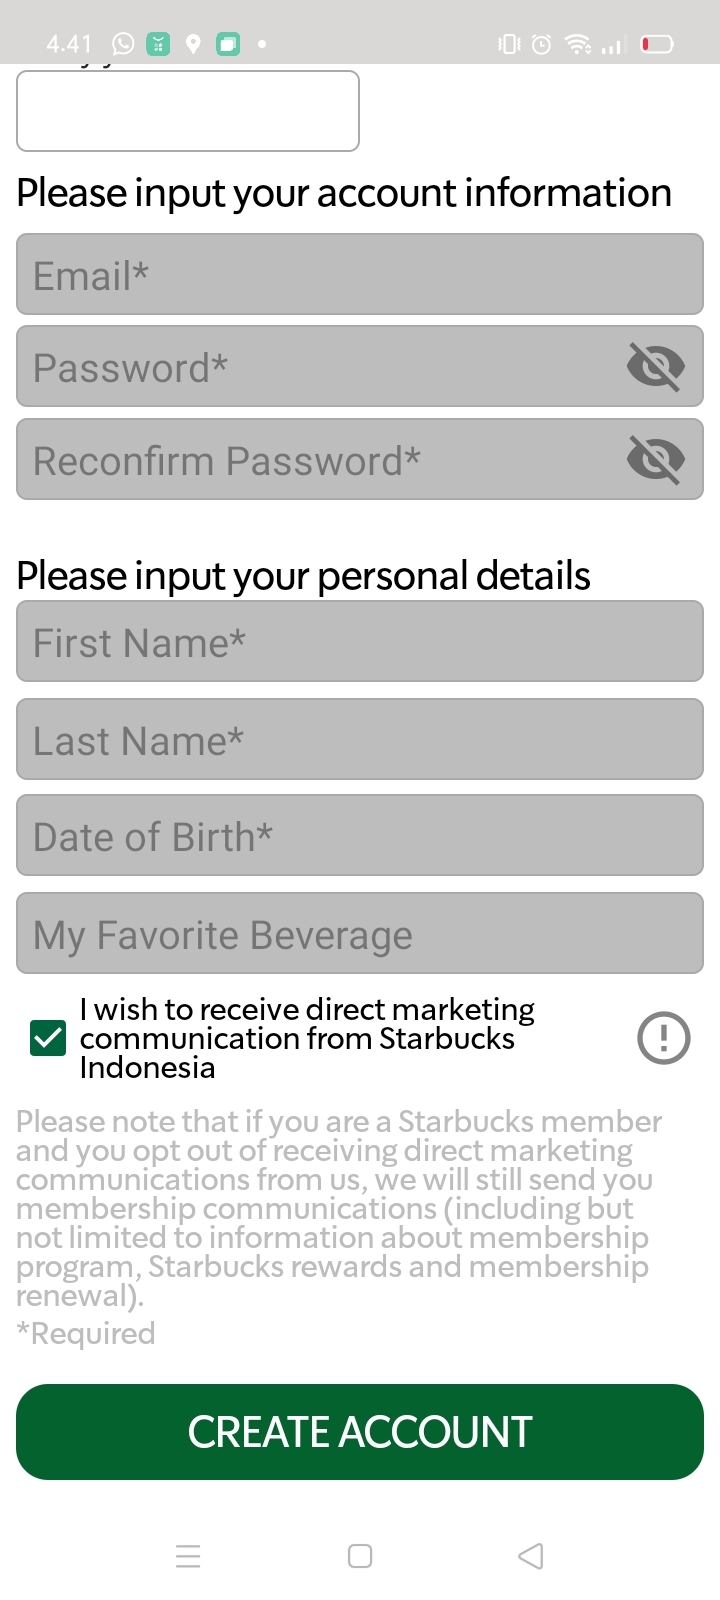 4.41
Please input your account information
Email*
Password*
Reconfirm Password*
Please input your personal details
First Name*
Last Name*
Date of Birth*
My Favorite Beverage
I wish to receive direct marketing
communication from Starbucks
Indonesia
Please note that if you are a Starbucks member
and you opt out of receiving direct marketing
communications from us, we will still send you
membership communications (including but
not limited to information about membership
program, Starbucks rewards and membership
renewal).
*Required
CREATE ACCOUNT